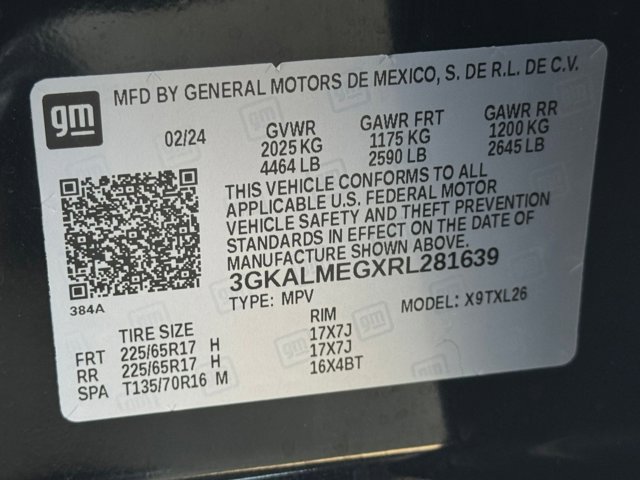 gm
MFD BY GENERAL MOTORS DE MEXICO, S. DE R.L. DE C.V.
02/24
GVWR
2025 KG
4464 LB
GAWR FRT
1175 KG
2590 LB
GAWR RR
1200 KG
2645 LB
THIS VEHICLE CONFORMS TO ALL
APPLICABLE U.S. FEDERAL MOTOR
VEHICLE SAFETY AND THEFT PREVENTION
STANDARDS IN EFFECT ON THE DATE OF
MANUFACTURE SHOWN ABOVE.
384A
3GKALMEGXRL281639
TYPE: MPV
MODEL: X9TXL26
TIRE SIZE RIM
FRT 225/65R17 H 17X7J
RR 225/65R17 H 17X7J
SPA T135/70R16 M 16X4BT